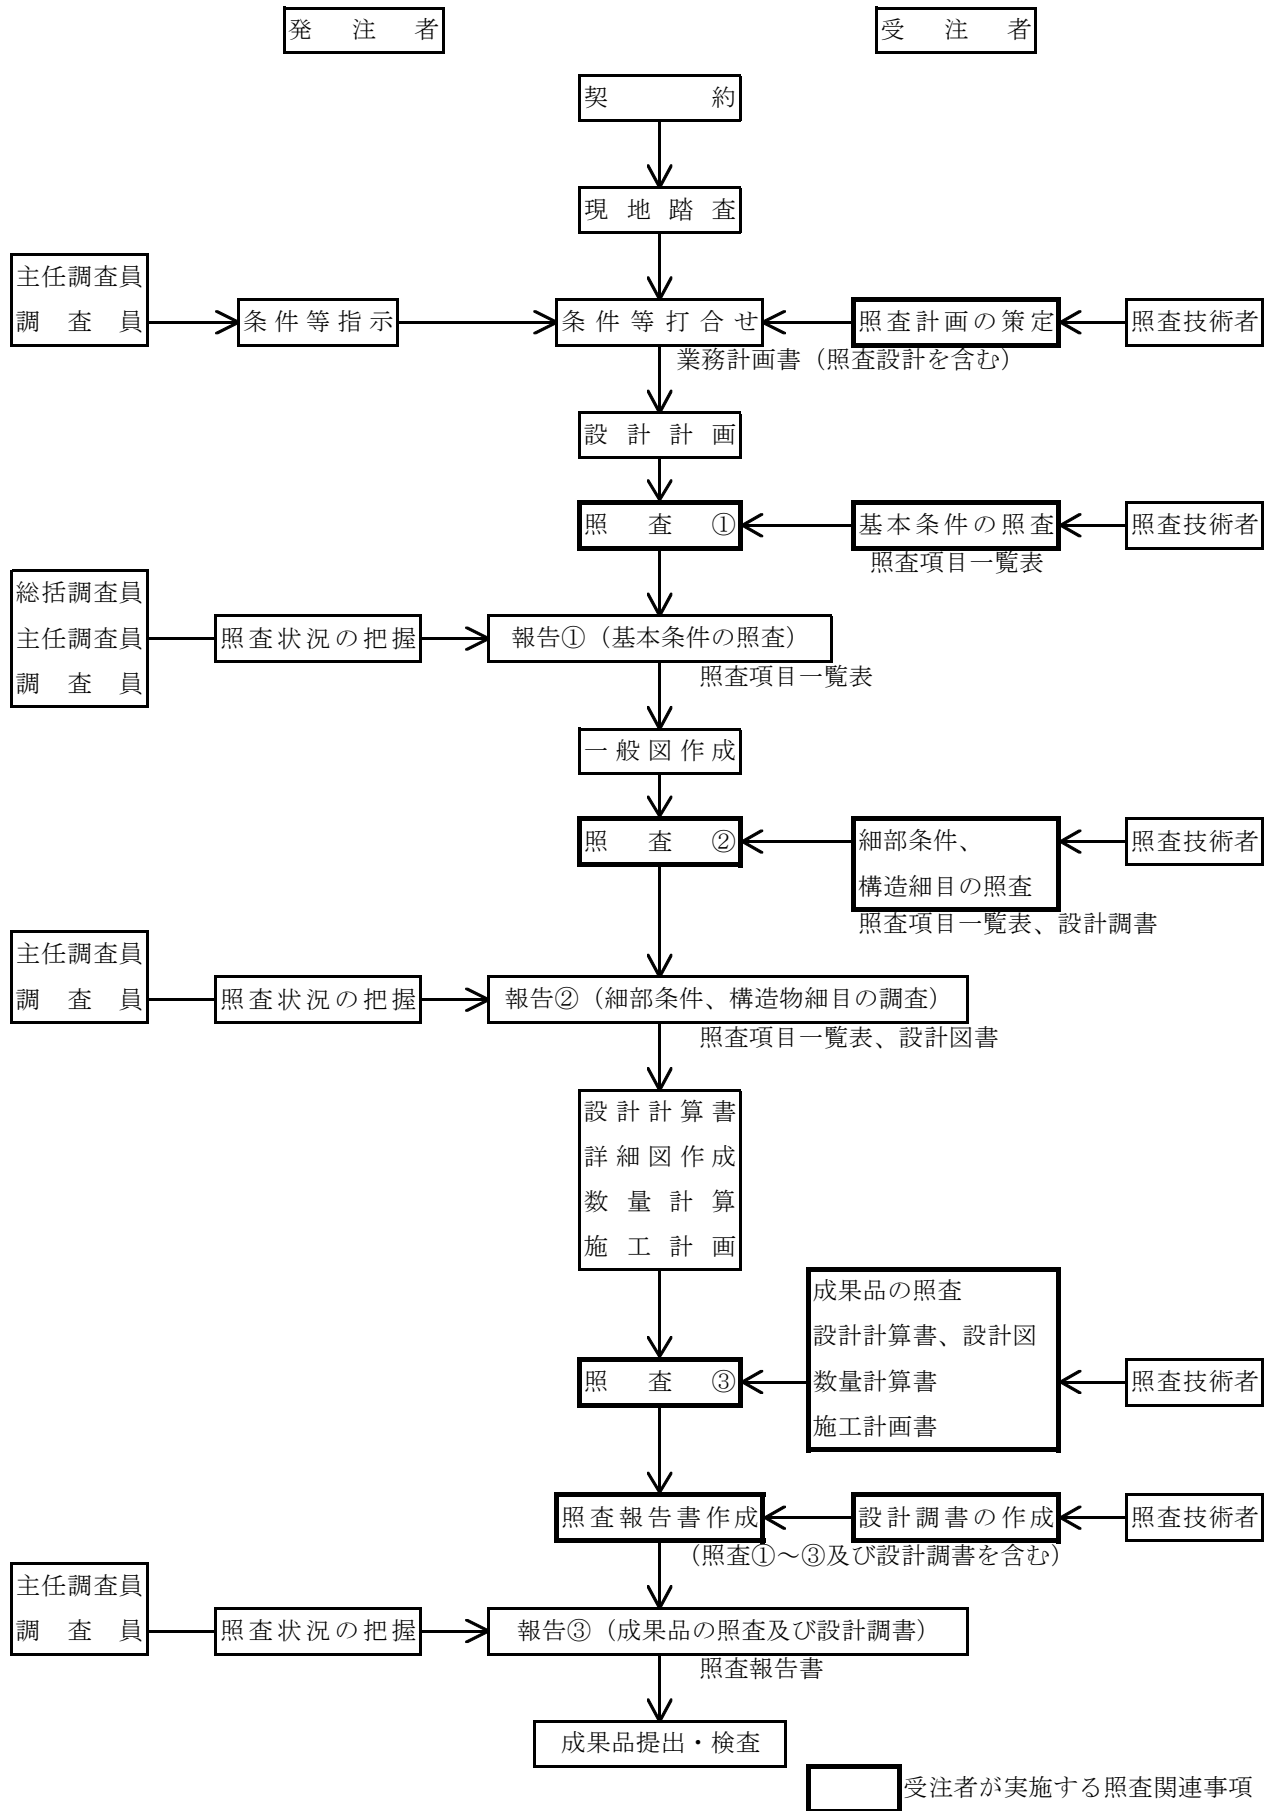 発注者
受注者
契約
現地踏査
主任調査員
調査員
条件等指示
条件等打合せ
照査計画の策定
照査技術者
業務計画書（照査設計を含む）
設計計画
照査①
基本条件の照査
照査技術者
照査項目一覧表
総括調査員
主任調査員
調査員
照査状況の把握
報告①（基本条件の照査）
照査項目一覧表
一般図作成
照査②
細部条件、
構造細目の照査
照査技術者
照査項目一覧表、設計調書
主任調査員
調査員
照査状況の把握
報告②（細部条件、構造物細目の調査）
照査項目一覧表、設計図書
設計計算書
詳細図作成
数量計算
施工計画
成果品の照査
設計計算書、設計図
数量計算書
施工計画書
照査③
照査技術者
照査報告書作成
設計調書の作成
照査技術者
（照査①～③及び設計調書を含む）
主任調査員
調査員
照査状況の把握
報告③（成果品の照査及び設計調書）
照査報告書
成果品提出・検査
受注者が実施する照査関連事項